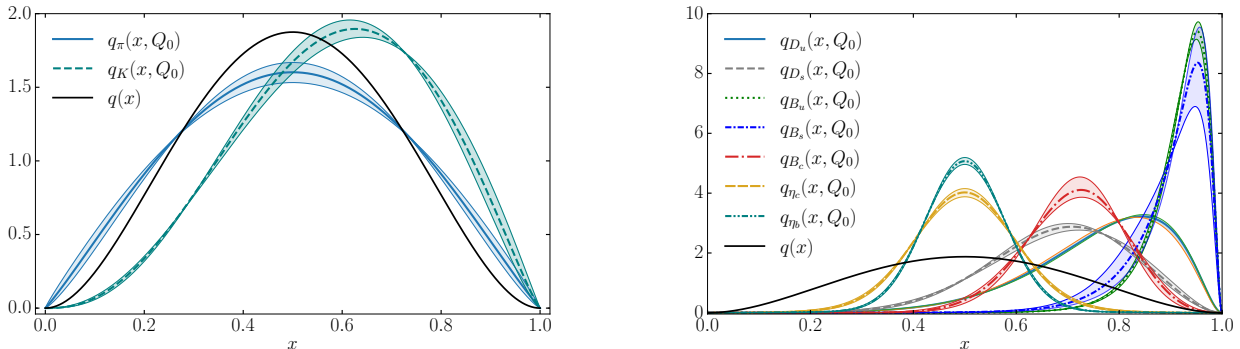 2.0
1.5
1.0
0.5
0.0
q_π(x, Q_0)
q_K(x, Q_0)
q(x)
0.0 0.2 0.4 0.6 0.8 1.0
x
10
8
6
4
2
0
q_{D_u}(x, Q_0)
q_{D_s}(x, Q_0)
q_{B_u}(x, Q_0)
q_{B_s}(x, Q_0)
q_{B_c}(x, Q_0)
q_{η_c}(x, Q_0)
q_{η_b}(x, Q_0)
q(x)
0.0 0.2 0.4 0.6 0.8 1.0
x